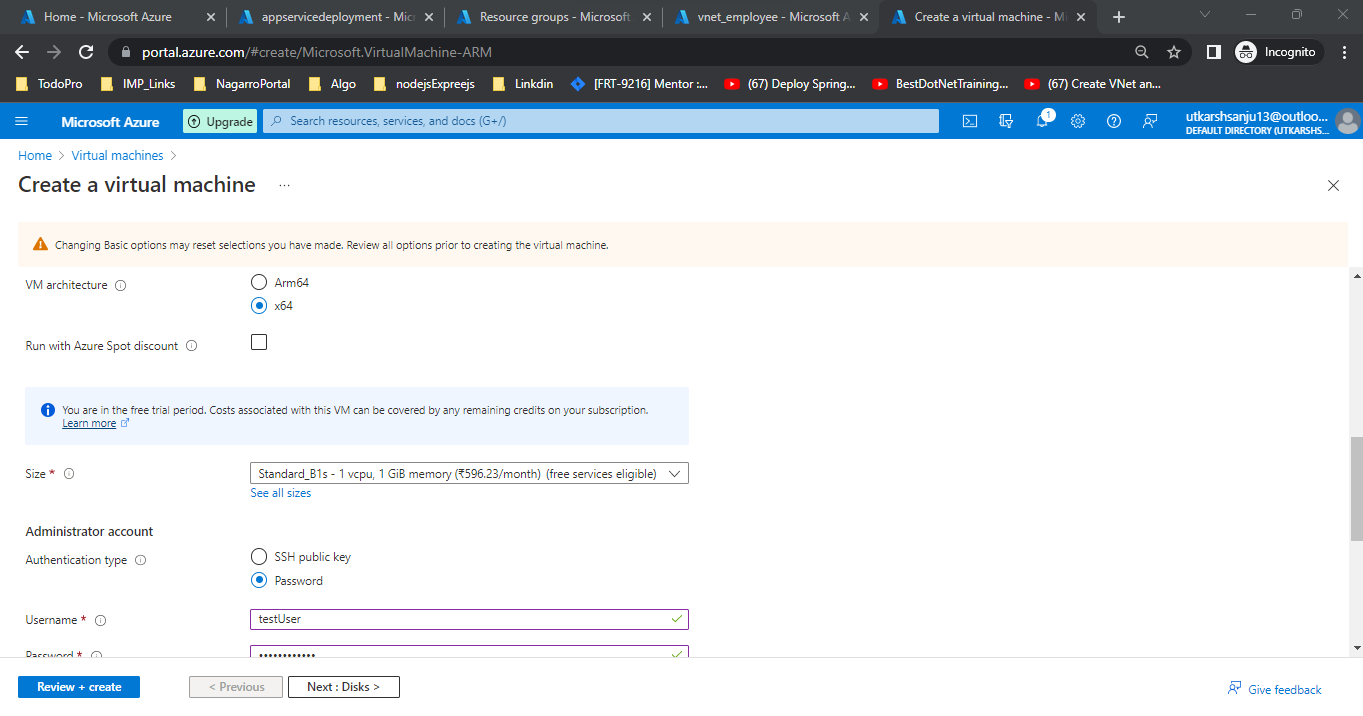 Home - Microsoft Azure
appservicedeployment - Mic
Resource groups - Microsoft
vnet_employee - Microsoft A
Create a virtual machine - Mi
portal.azure.com/#create/Microsoft.VirtualMachine-ARM
Incognito
TodoPro
IMP_Links
NagarroPortal
Algo
nodejsExpreejs
Linkdin
[FRT-9216] Mentor :...
(67) Deploy Spring...
BestDotNetTraining...
(67) Create VNet an...
Microsoft Azure
Upgrade
Search resources, services, and docs (G+/)
1
utkarshsanju13@outloo...
DEFAULT DIRECTORY (UTKARSHS...
Home > Virtual machines >
Create a virtual machine ...
Changing Basic options may reset selections you have made. Review all options prior to creating the virtual machine.
VM architecture
Arm64
x64
Run with Azure Spot discount
You are in the free trial period. Costs associated with this VM can be covered by any remaining credits on your subscription.
Learn more
Size *
Standard_B1s - 1 vcpu, 1 GiB memory (₹596.23/month) (free services eligible)
See all sizes
Administrator account
Authentication type
SSH public key
Password
Username *
testUser
Password *
••••••••••••
Review + create
< Previous
Next : Disks >
Give feedback